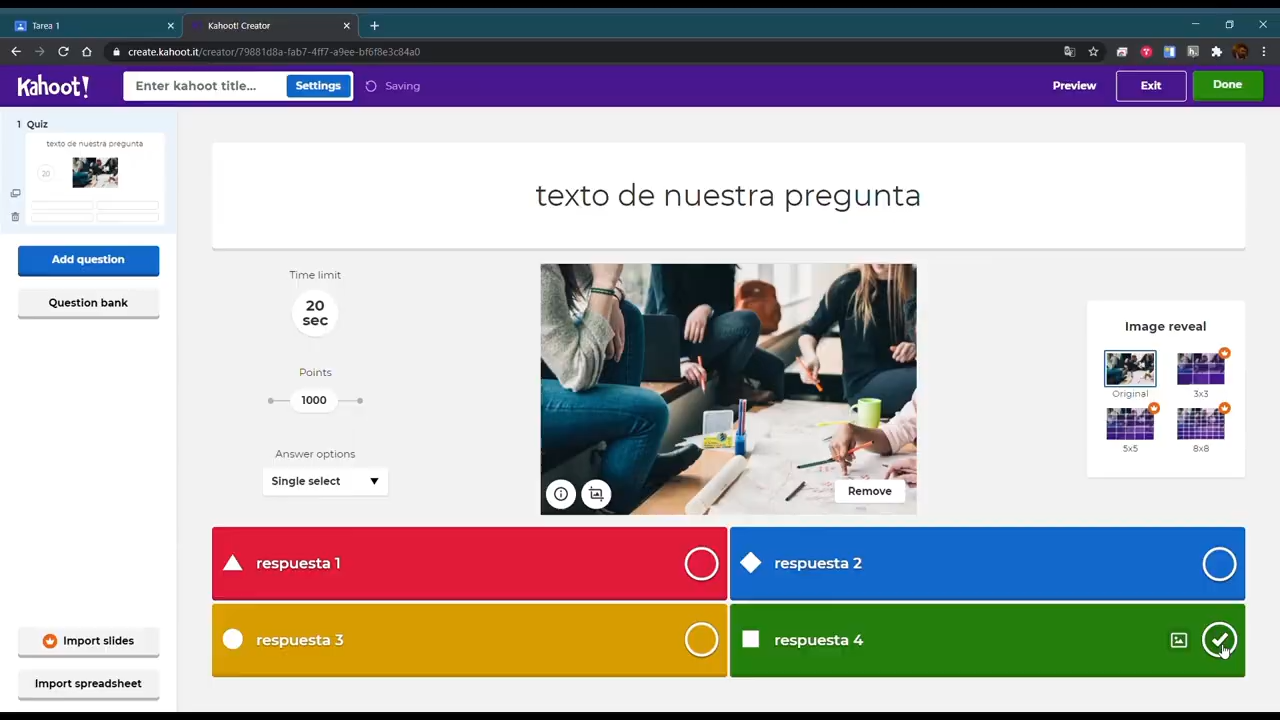 Tarea 1
Kahoot! Creator
create.kahoot.it/creator/79881d8a-fab7-4ff7-a9ee-bf6f8e3c84a0
Kahoot!
Enter kahoot title...
Settings
Saving
Preview
Exit
Done
1 Quiz
texto de nuestra pregunta
20
Add question
Question bank
Import slides
Import spreadsheet
texto de nuestra pregunta
Time limit
20
sec
Points
1000
Answer options
Single select
Remove
Image reveal
Original
3x3
5x5
8x8
respuesta 1
respuesta 2
respuesta 3
respuesta 4